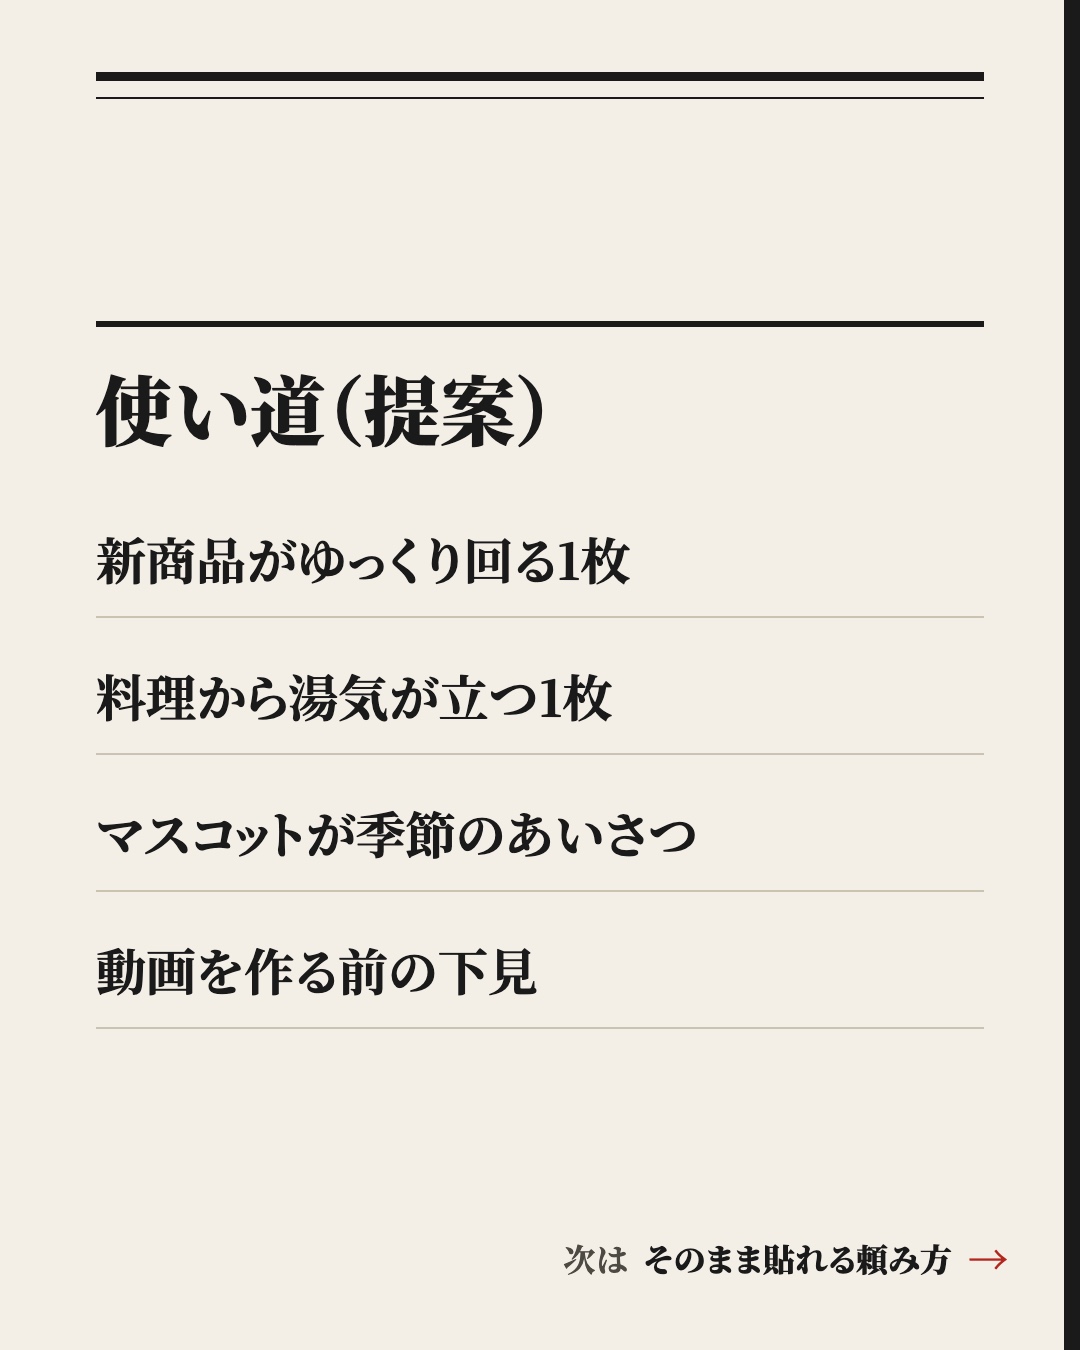 使い道（提案）
新商品がゆっくり回る1枚
料理から湯気が立つ1枚
マスコットが季節のあいさつ
動画を作る前の下見
次は そのまま貼れる頼み方 →